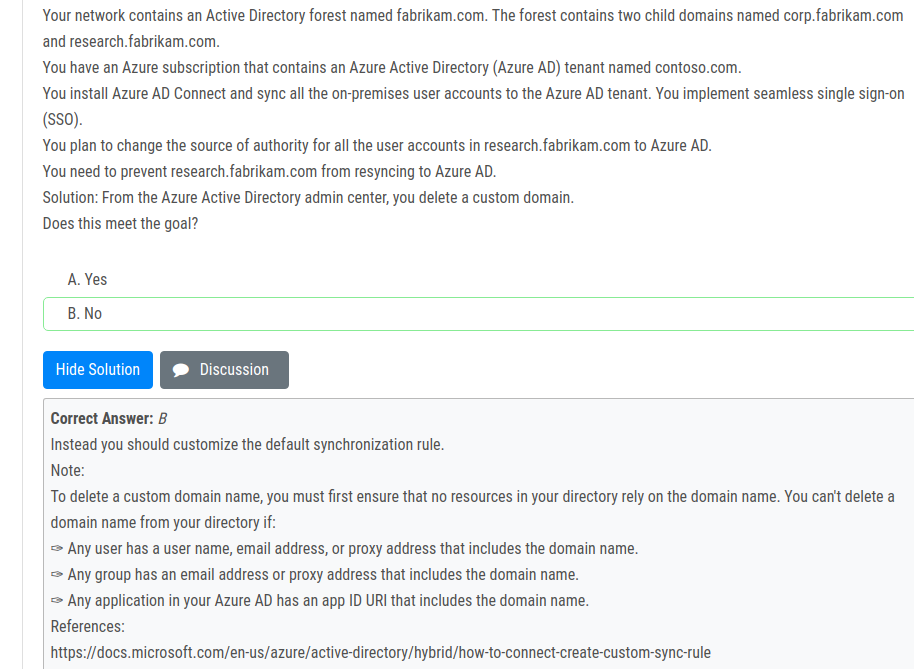 Your network contains an Active Directory forest named fabrikam.com. The forest contains two child domains named corp.fabrikam.com
and research.fabrikam.com.
You have an Azure subscription that contains an Azure Active Directory (Azure AD) tenant named contoso.com.
You install Azure AD Connect and sync all the on-premises user accounts to the Azure AD tenant. You implement seamless single sign-on
(SSO).
You plan to change the source of authority for all the user accounts in research.fabrikam.com to Azure AD.
You need to prevent research.fabrikam.com from resyncing to Azure AD.
Solution: From the Azure Active Directory admin center, you delete a custom domain.
Does this meet the goal?
A. Yes
B. No
Hide Solution Discussion
Correct Answer: B
Instead you should customize the default synchronization rule.
Note:
To delete a custom domain name, you must first ensure that no resources in your directory rely on the domain name. You can't delete a
domain name from your directory if:
✑ Any user has a user name, email address, or proxy address that includes the domain name.
✑ Any group has an email address or proxy address that includes the domain name.
✑ Any application in your Azure AD has an app ID URI that includes the domain name.
References:
https://docs.microsoft.com/en-us/azure/active-directory/hybrid/how-to-connect-create-custom-sync-rule